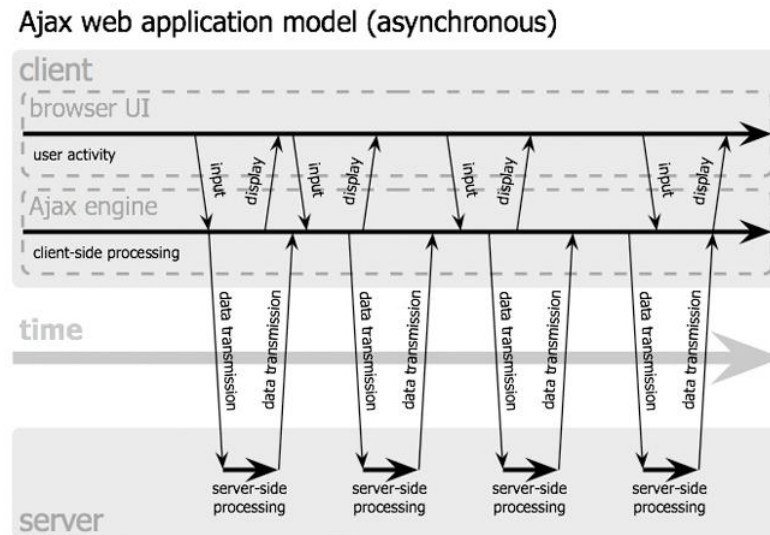 Ajax web application model (asynchronous)
client
browser UI
user activity
input
display
input
display
input
display
input
display
Ajax engine
client-side processing
data transmission
data transmission
data transmission
data transmission
data transmission
data transmission
data transmission
data transmission
time
server-side
processing
server-side
processing
server-side
processing
server-side
processing
server